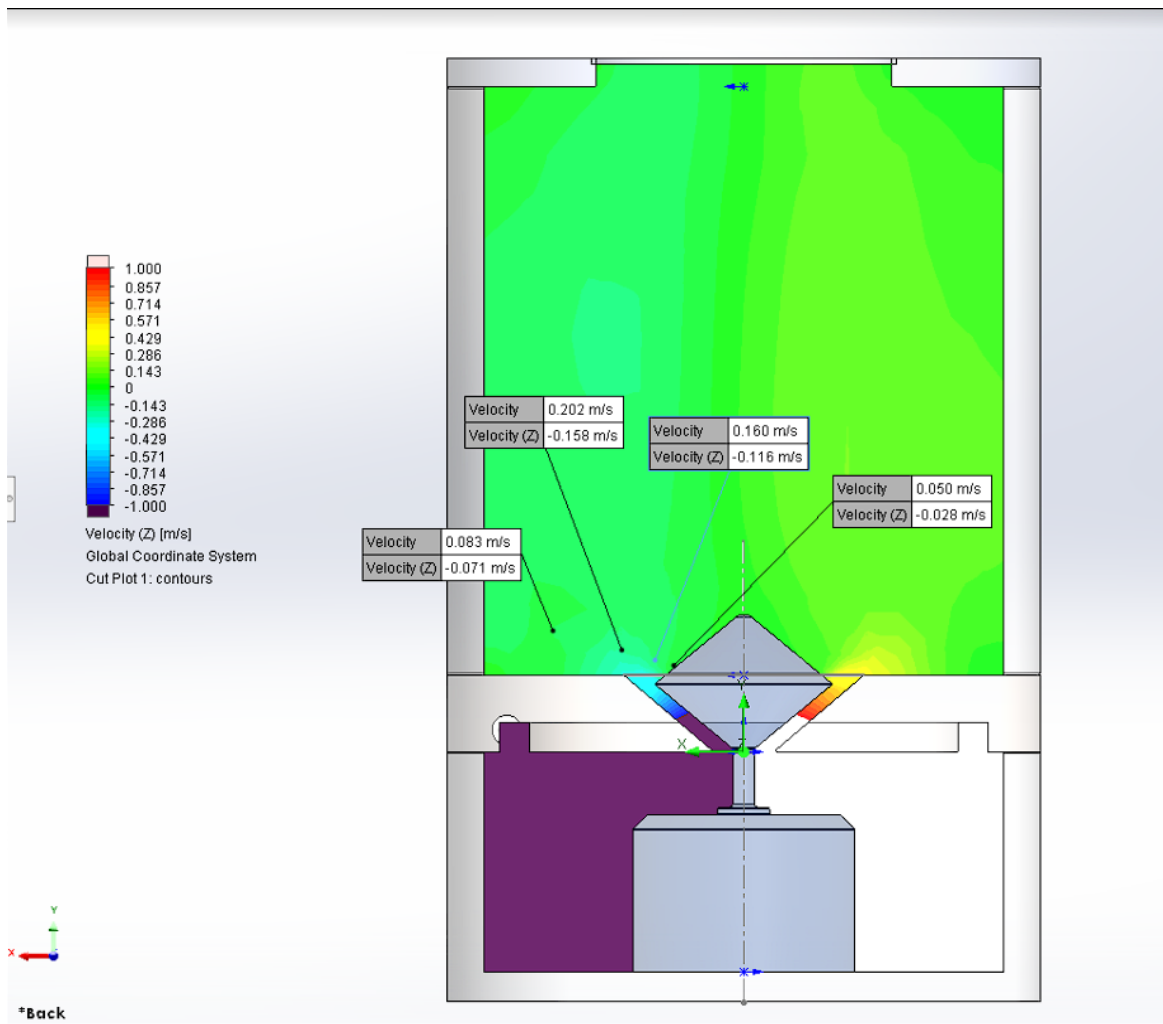 1.000
0.857
0.714
0.571
0.429
0.286
0.143
0
-0.143
-0.286
-0.429
-0.571
-0.714
-0.857
-1.000
Velocity (Z) [m/s]
Global Coordinate System
Cut Plot 1: contours
Velocity 0.202 m/s
Velocity (Z) -0.158 m/s
Velocity 0.160 m/s
Velocity (Z) -0.116 m/s
Velocity 0.050 m/s
Velocity (Z) -0.028 m/s
Velocity 0.083 m/s
Velocity (Z) -0.071 m/s
Y
X
Y
X
*Back